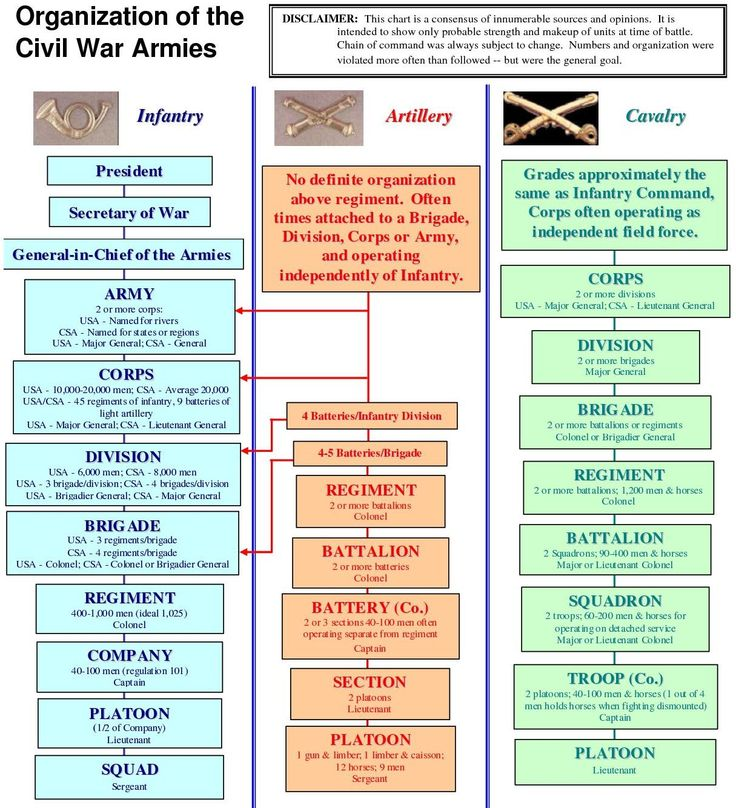 Organization of the
Civil War Armies
DISCLAIMER: This chart is a consensus of innumerable sources and opinions. It is
intended to show only probable strength and makeup of units at time of battle.
Chain of command was always subject to change. Numbers and organization were
violated more often than followed -- but were the general goal.
Infantry
President
Secretary of War
General-in-Chief of the Armies
ARMY
2 or more corps:
USA - Named for rivers
CSA - Named for states or regions
USA - Major General; CSA - General
CORPS
USA - 10,000-20,000 men; CSA - Average 20,000
USA/CSA - 45 regiments of infantry, 9 batteries of
light artillery
USA - Major General; CSA - Lieutenant General
DIVISION
USA - 6,000 men; CSA - 8,000 men
USA - 3 brigade/division; CSA - 4 brigades/division
USA - Brigadier General; CSA - Major General
BRIGADE
USA - 3 regiments/brigade
CSA - 4 regiments/brigade
USA - Colonel; CSA - Colonel or Brigadier General
REGIMENT
400-1,000 men (ideal 1,025)
Colonel
COMPANY
40-100 men (regulation 101)
Captain
PLATOON
(1/2 of Company)
Lieutenant
SQUAD
Sergeant
Artillery
No definite organization
above regiment. Often
times attached to a Brigade,
Division, Corps or Army,
and operating
independently of Infantry.
4 Batteries/Infantry Division
4-5 Batteries/Brigade
REGIMENT
2 or more battalions
Colonel
BATTALION
2 or more batteries
Colonel
BATTERY (Co.)
2 or 3 sections 40-100 men often
operating separate from regiment
Captain
SECTION
2 platoons
Lieutenant
PLATOON
1 gun & limber; 1 limber & caisson;
12 horses; 9 men
Sergeant
Cavalry
Grades approximately the
same as Infantry Command,
Corps often operating as
independent field force.
CORPS
2 or more divisions
USA - Major General; CSA - Lieutenant General
DIVISION
2 or more brigades
Major General
BRIGADE
2 or more battalions or regiments
Colonel or Brigadier General
REGIMENT
2 or more battalions; 1,200 men & horses
Colonel
BATTALION
2 Squadrons; 90-400 men & horses
Major or Lieutenant Colonel
SQUADRON
2 troops; 60-200 men & horses for
operating on detached service
Major or Lieutenant Colonel
TROOP (Co.)
2 platoons; 40-100 men & horses (1 out of 4
men holds horses when fighting dismounted)
Captain
PLATOON
Lieutenant